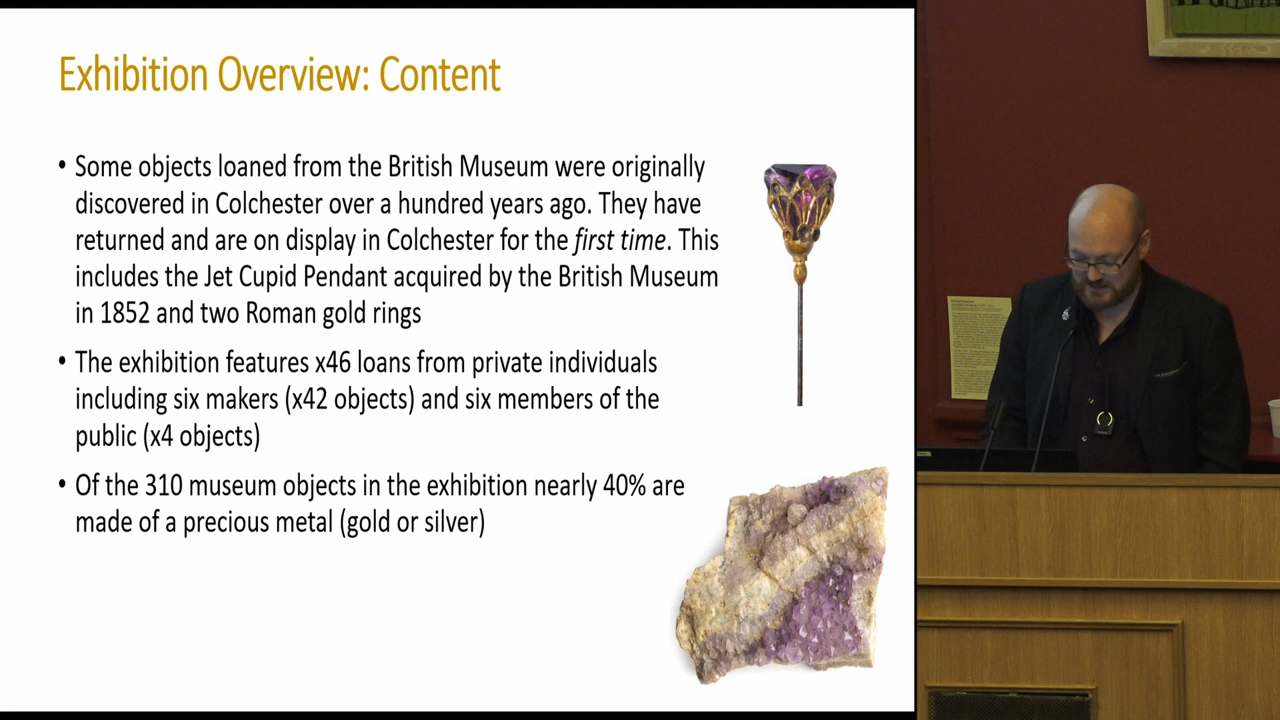 Exhibition Overview: Content
• Some objects loaned from the British Museum were originally
discovered in Colchester over a hundred years ago. They have
returned and are on display in Colchester for the first time. This
includes the Jet Cupid Pendant acquired by the British Museum
in 1852 and two Roman gold rings
• The exhibition features x46 loans from private individuals
including six makers (x42 objects) and six members of the
public (x4 objects)
• Of the 310 museum objects in the exhibition nearly 40% are
made of a precious metal (gold or silver)